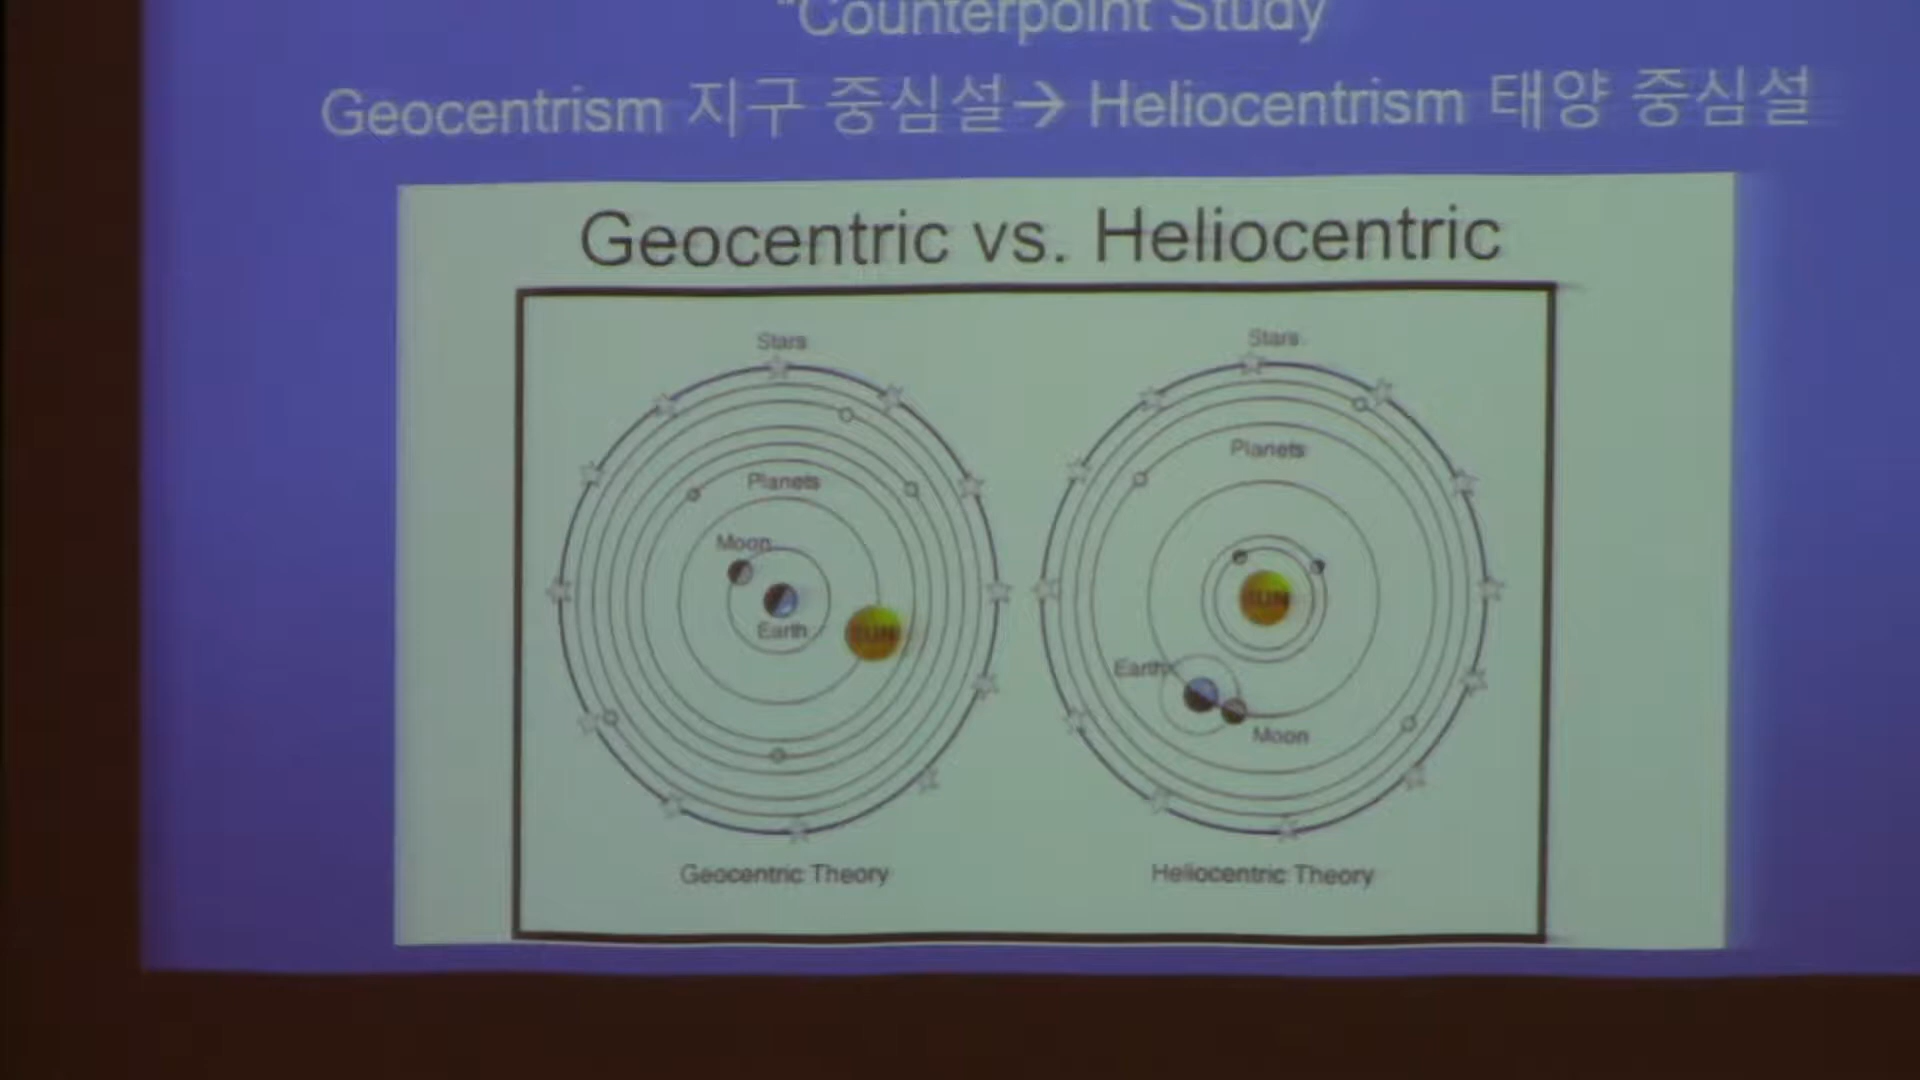 "Counterpoint Study
Geocentrism 지구 중심설→ Heliocentrism 태양 중심설
Geocentric vs. Heliocentric
Stars
Planets
Moon
Earth
SUN
Geocentric Theory
Stars
Planets
SUN
Earth
Moon
Heliocentric Theory